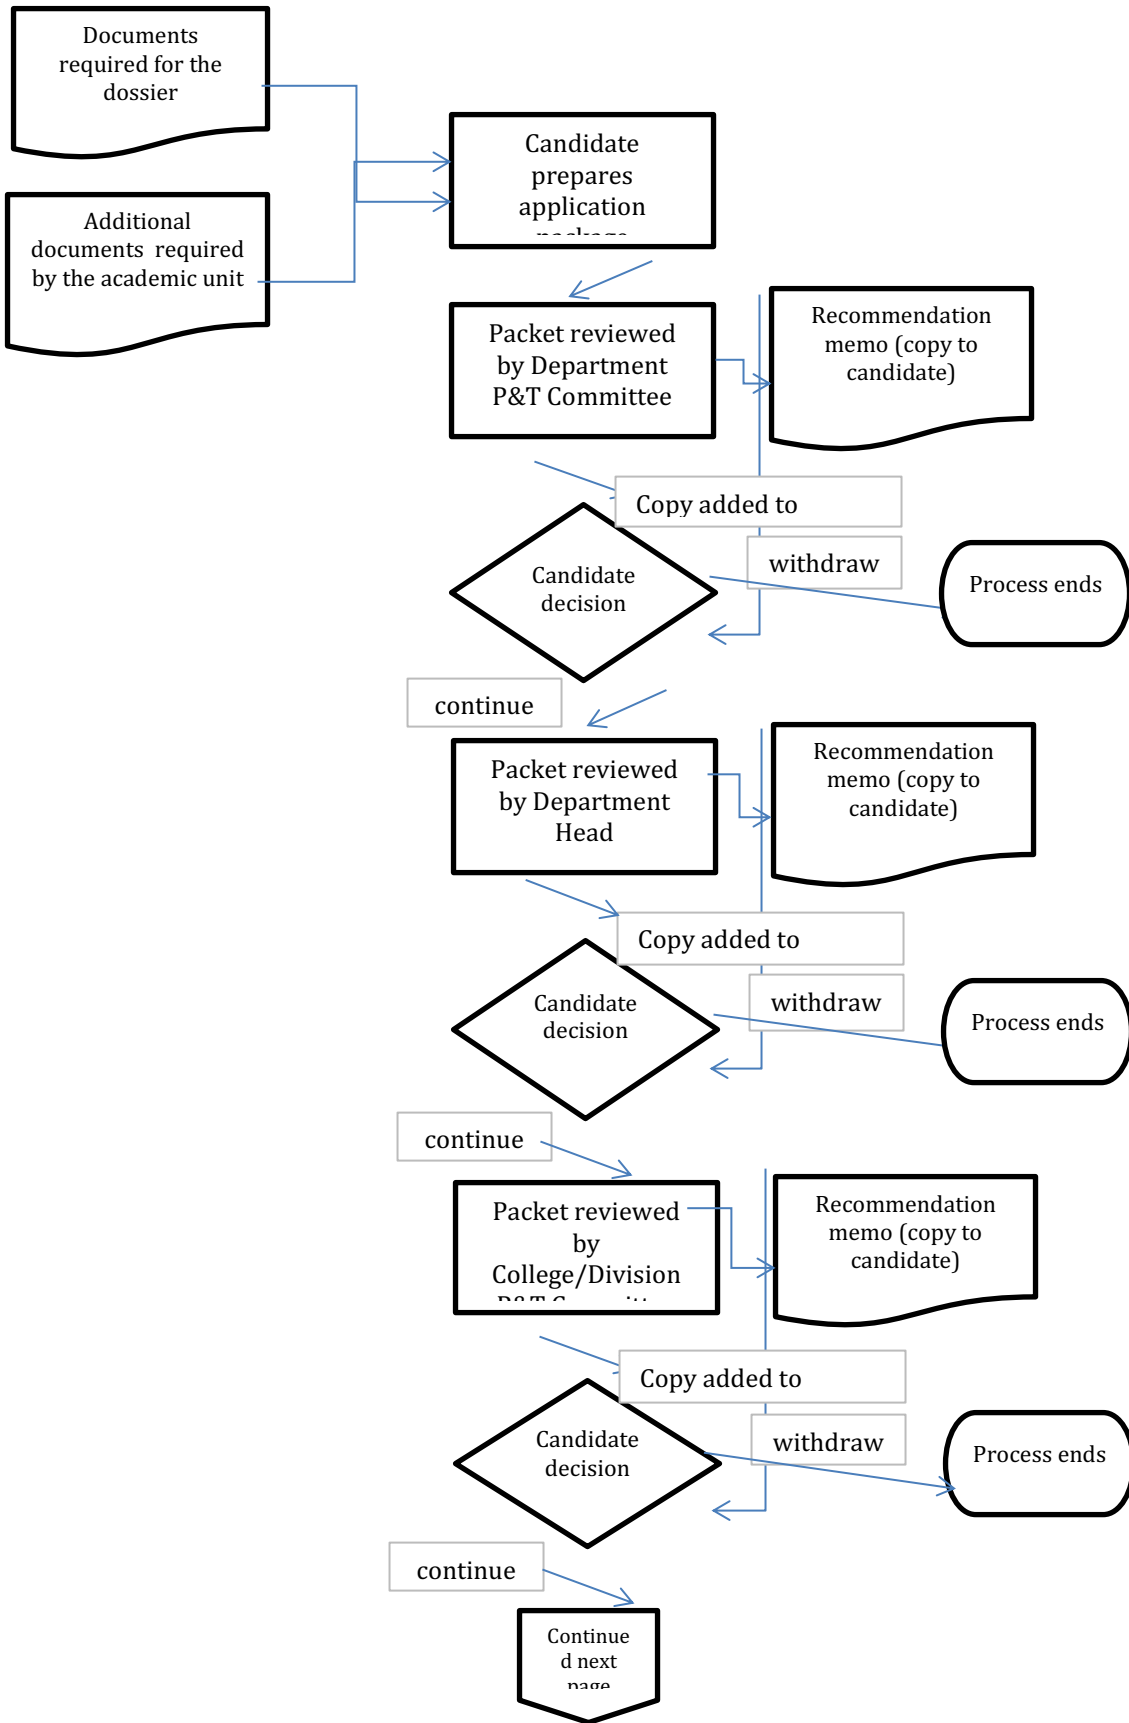 Documents
required for the
dossier
Additional
documents required
by the academic unit
Candidate
prepares
application
package
Packet reviewed
by Department
P&T Committee
Recommendation
memo (copy to
candidate)
Copy added to
Candidate
decision
withdraw
Process ends
continue
Packet reviewed
by Department
Head
Recommendation
memo (copy to
candidate)
Copy added to
Candidate
decision
withdraw
Process ends
continue
Packet reviewed
by
College/Division
P&T Committee
Recommendation
memo (copy to
candidate)
Copy added to
Candidate
decision
withdraw
Process ends
continue
Continue
d next
page